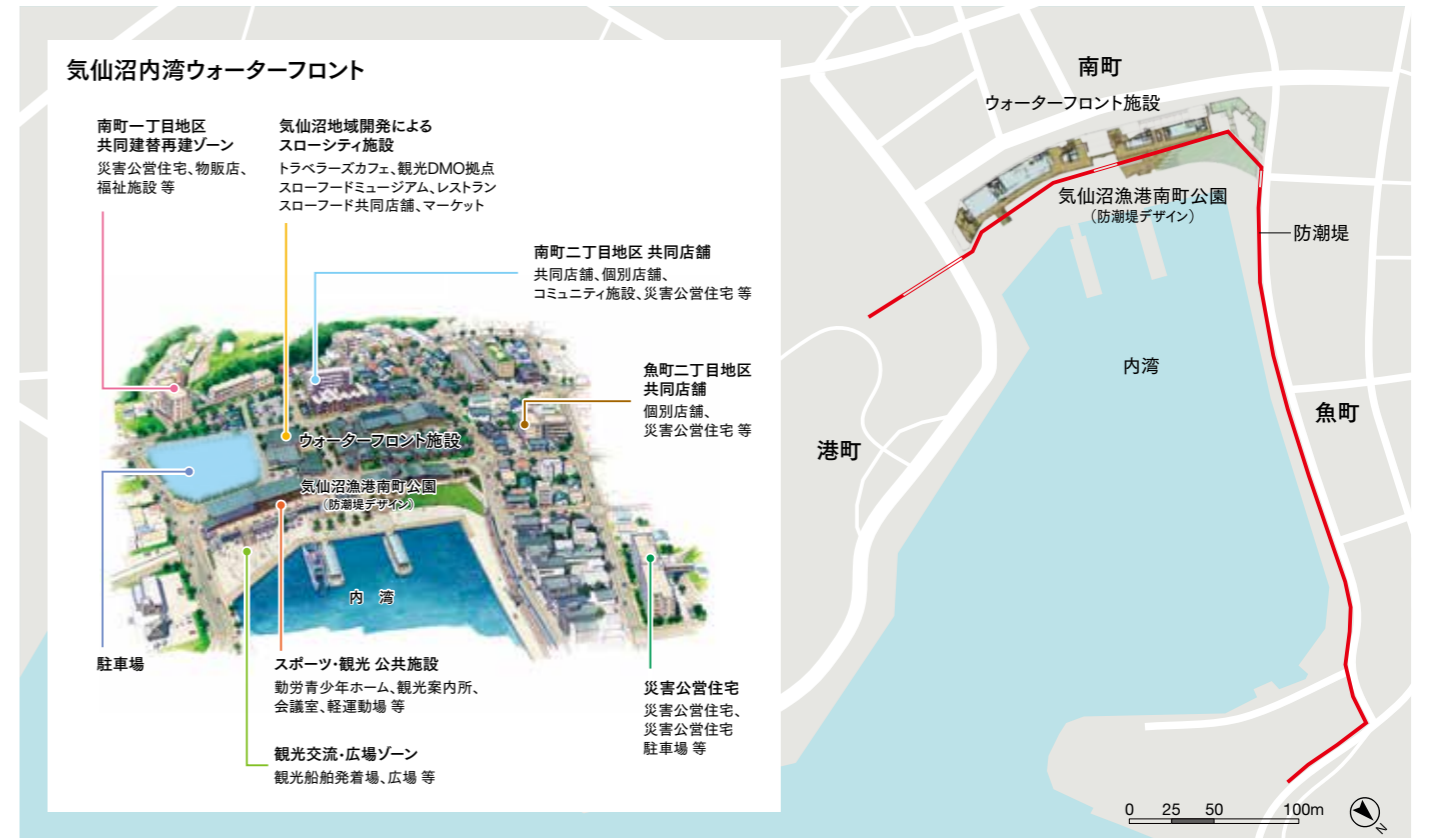 気仙沼内湾ウォーターフロント
南町一丁目地区
共同建替再建ゾーン
災害公営住宅、物販店、
福祉施設 等
気仙沼地域開発による
スローシティ施設
トラベラーズカフェ、観光DMO拠点
スローフードミュージアム、レストラン
スローフード共同店舗、マーケット
南町二丁目地区 共同店舗
共同店舗、個別店舗、
コミュニティ施設、災害公営住宅 等
魚町二丁目地区
共同店舗
個別店舗、
災害公営住宅 等
ウォーターフロント施設
気仙沼漁港南町公園
(防潮堤デザイン)
内 湾
駐車場
スポーツ・観光 公共施設
勤労青少年ホーム、観光案内所、
会議室、軽運動場 等
観光交流・広場ゾーン
観光船舶発着場、広場 等
災害公営住宅
災害公営住宅、
災害公営住宅
駐車場 等
南町
ウォーターフロント施設
気仙沼漁港南町公園
(防潮堤デザイン)
防潮堤
内湾
魚町
港町
0 25 50 100m
N